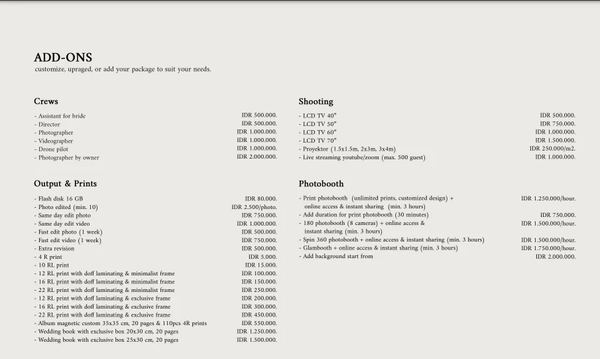 ADD-ONS
customize, upraged, or add your package to suit your needs.
Crews
- Assistant for bride IDR 500.000.
- Director IDR 500.000.
- Photographer IDR 1.000.000.
- Videographer IDR 1.000.000.
- Drone pilot IDR 1.000.000.
- Photographer by owner IDR 2.000.000.
Output & Prints
- Flash disk 16 GB IDR 80.000.
- Photo edited (min. 10) IDR 2.500/photo.
- Same day edit photo IDR 750.000.
- Same day edit video IDR 1.000.000.
- Fast edit photo (1 week) IDR 500.000.
- Fast edit video (1 week) IDR 750.000.
- Extra revision IDR 500.000.
- 4 R print IDR 5.000.
- 10 RL print IDR 15.000.
- 12 RL print with doff laminating & minimalist frame IDR 100.000.
- 16 RL print with doff laminating & minimalist frame IDR 150.000.
- 22 RL print with doff laminating & minimalist frame IDR 250.000.
- 12 RL print with doff laminating & exclusive frame IDR 200.000.
- 16 RL print with doff laminating & exclusive frame IDR 300.000.
- 22 RL print with doff laminating & exclusive frame IDR 450.000.
- Album magnetic custom 35x35 cm, 20 pages & 110pcs 4R prints IDR 550.000.
- Wedding book with exclusive box 20x30 cm, 20 pages IDR 1.250.000.
- Wedding book with exclusive box 25x30 cm, 20 pages IDR 1.500.000.
Shooting
- LCD TV 40" IDR 500.000.
- LCD TV 50" IDR 750.000.
- LCD TV 60" IDR 1.000.000.
- LCD TV 70" IDR 1.500.000.
- Proyektor (1.5x1.5m, 2x3m, 3x4m) IDR 250.000/m2.
- Live streaming youtube/zoom (max. 500 guest) IDR 1.000.000.
Photobooth
- Print photobooth (unlimited prints, customized design) + IDR 1.250.000/hour.
online access & instant sharing (min. 3 hours)
- Add duration for print photobooth (30 minutes) IDR 750.000.
- 180 photobooth (8 cameras) + online access & IDR 1.500.000/hour.
instant sharing (min. 3 hours)
- Spin 360 photobooth + online access & instant sharing (min. 3 hours) IDR 1.500.000/hour.
- Glambooth + online access & instant sharing (min. 3 hours) IDR 1.750.000/hour.
- Add background start from IDR 2.000.000.